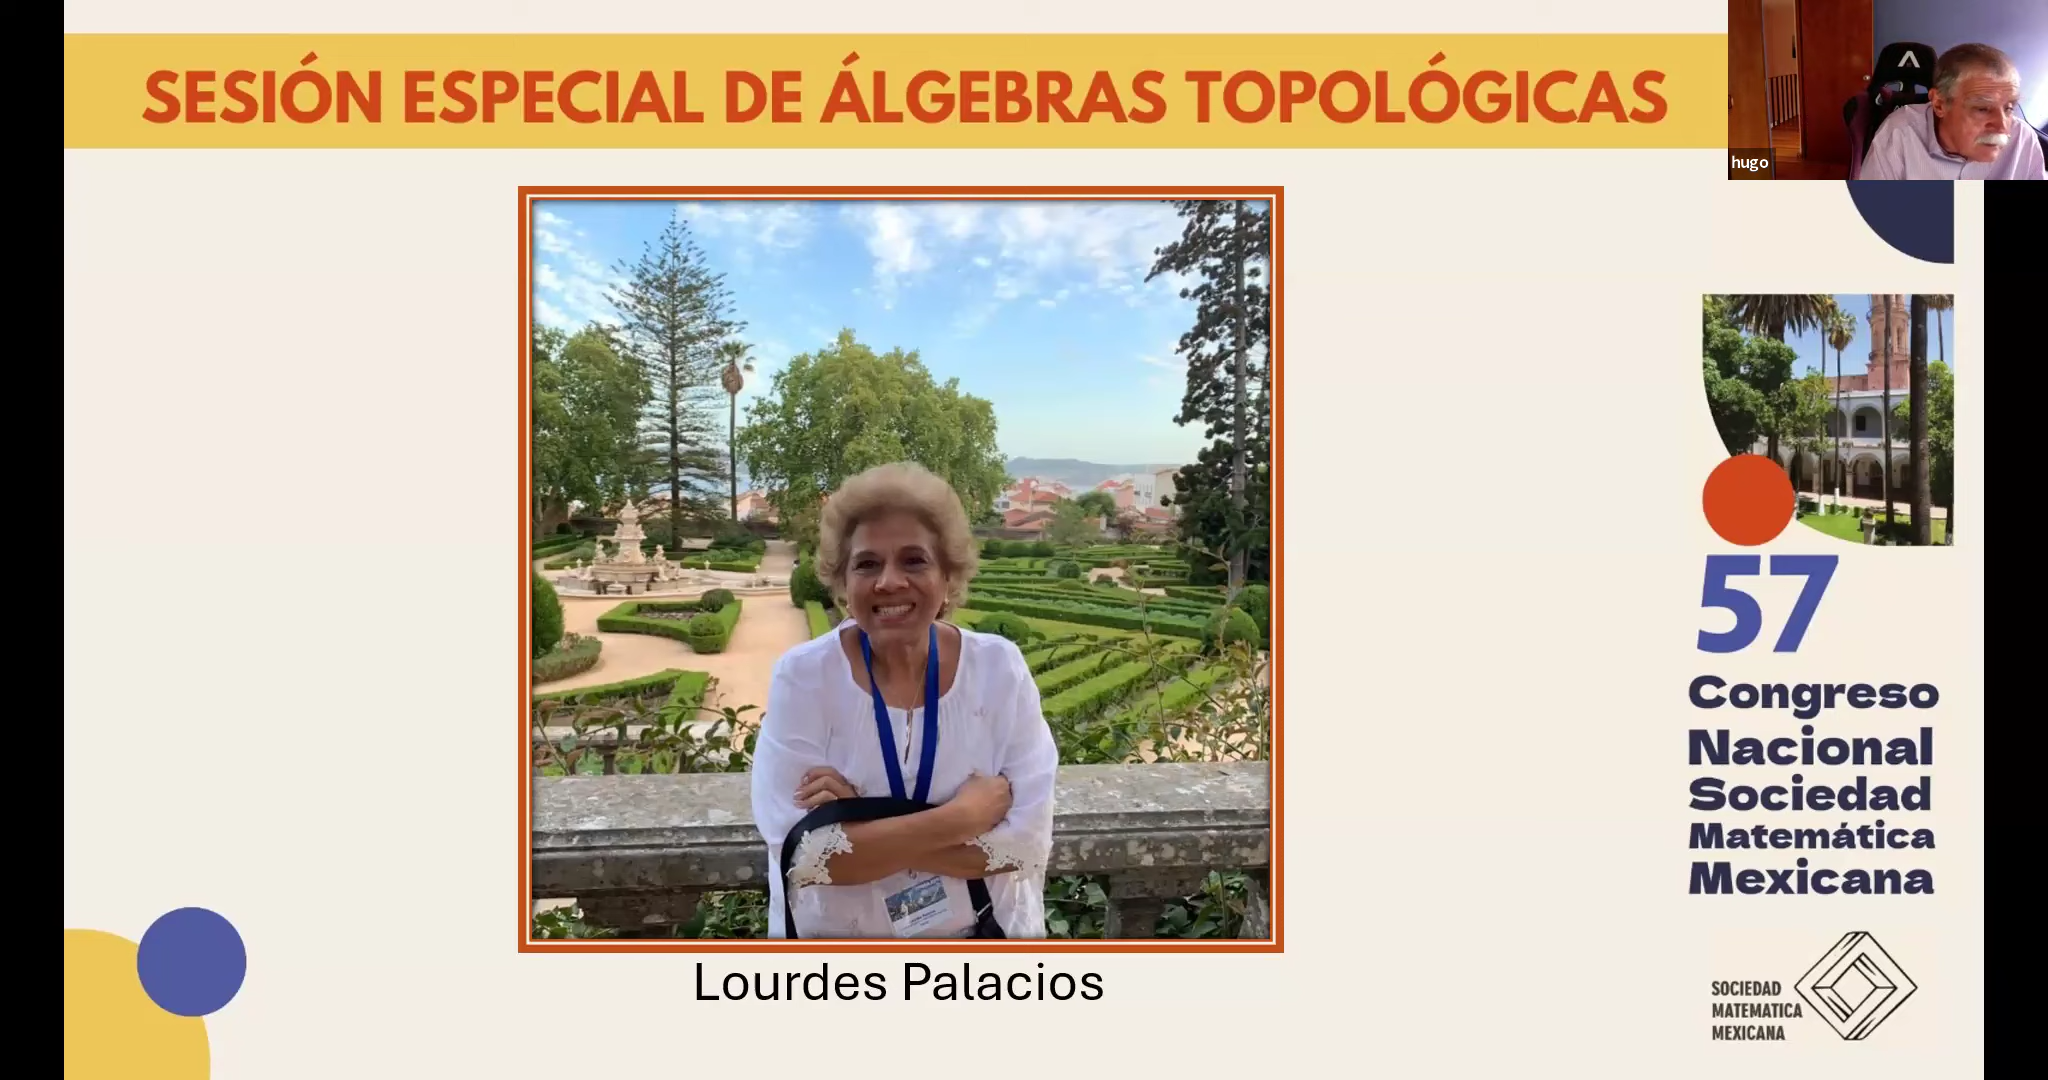 SESIÓN ESPECIAL DE ÁLGEBRAS TOPOLÓGICAS
hugo
Lourdes Palacios
57
Congreso
Nacional
Sociedad
Matemática
Mexicana
SOCIEDAD
MATEMATICA
MEXICANA